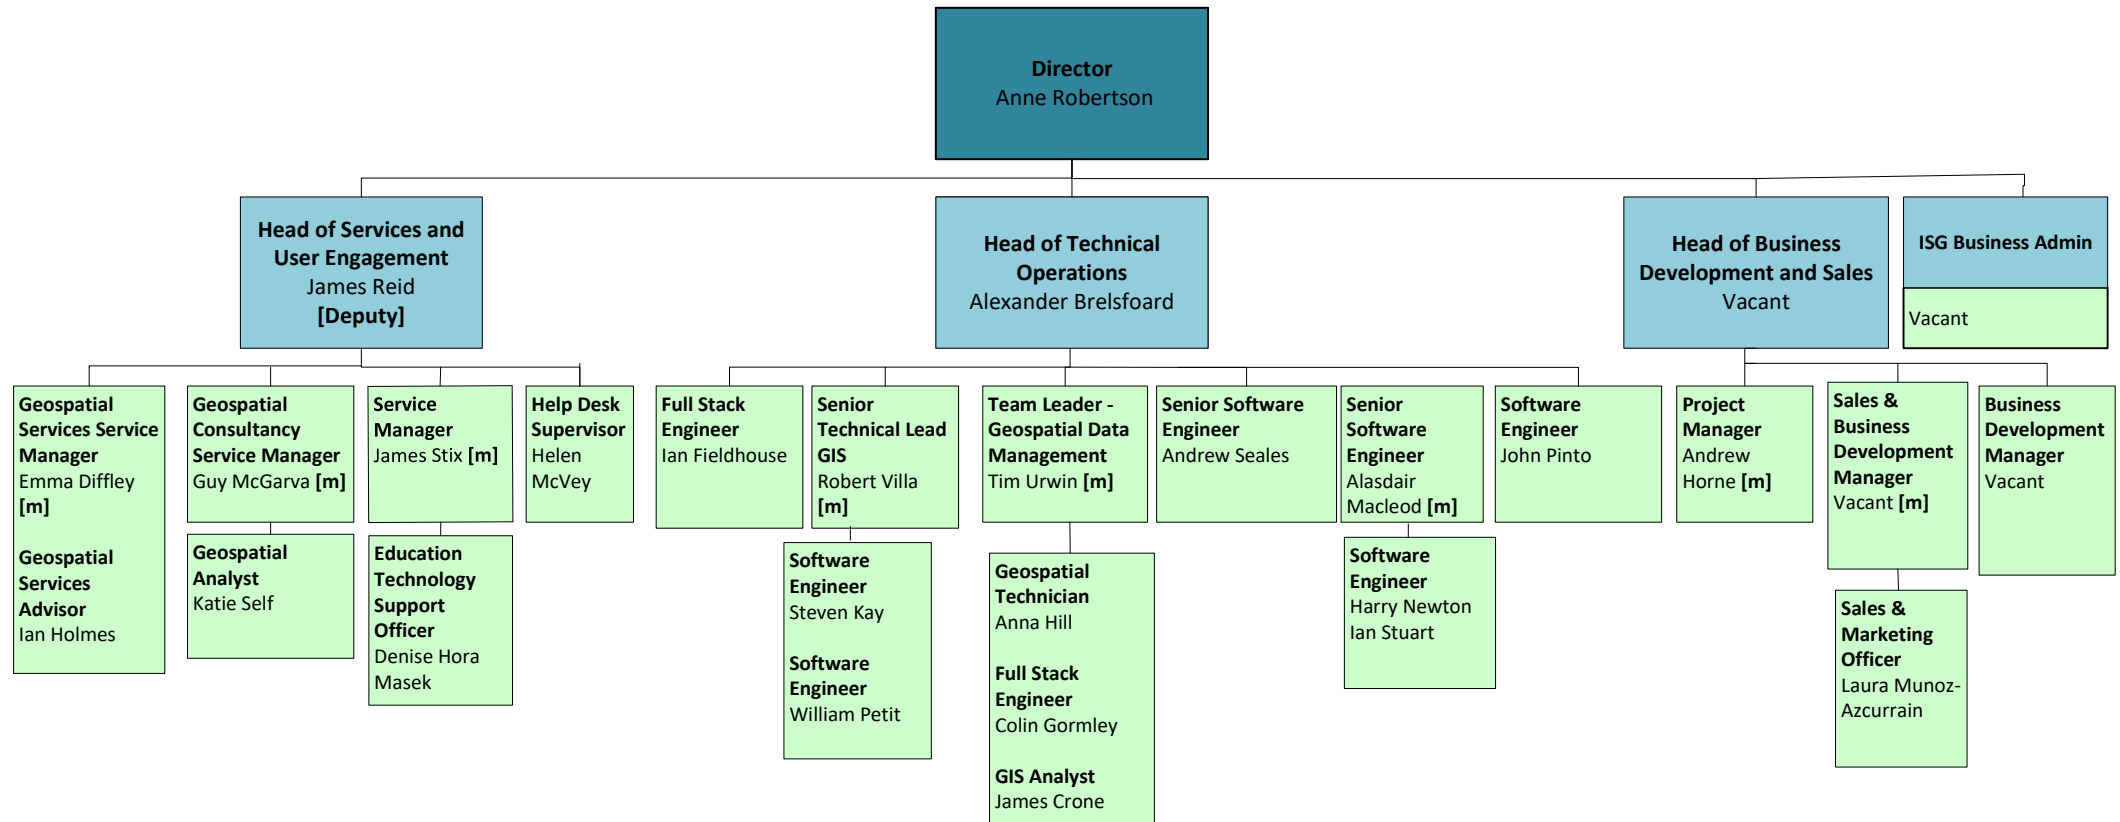 Director
Anne Robertson
Head of Services and
User Engagement
James Reid
[Deputy]
Head of Technical
Operations
Alexander Brelsfoard
Head of Business
Development and Sales
Vacant
ISG Business Admin
Vacant
Geospatial
Services Service
Manager
Emma Diffley
[m]
Geospatial
Services
Advisor
Ian Holmes
Geospatial
Consultancy
Service Manager
Guy McGarva [m]
Geospatial
Analyst
Katie Self
Service
Manager
James Stix [m]
Education
Technology
Support
Officer
Denise Hora
Masek
Help Desk
Supervisor
Helen
McVey
Full Stack
Engineer
Ian Fieldhouse
Senior
Technical Lead
GIS
Robert Villa
[m]
Software
Engineer
Steven Kay
Software
Engineer
William Petit
Team Leader -
Geospatial Data
Management
Tim Urwin [m]
Geospatial
Technician
Anna Hill
Full Stack
Engineer
Colin Gormley
GIS Analyst
James Crone
Senior Software
Engineer
Andrew Seales
Senior
Software
Engineer
Alasdair
Macleod [m]
Software
Engineer
Harry Newton
Ian Stuart
Software
Engineer
John Pinto
Project
Manager
Andrew
Horne [m]
Sales &
Business
Development
Manager
Vacant [m]
Sales &
Marketing
Officer
Laura Munoz-
Azcurrain
Business
Development
Manager
Vacant